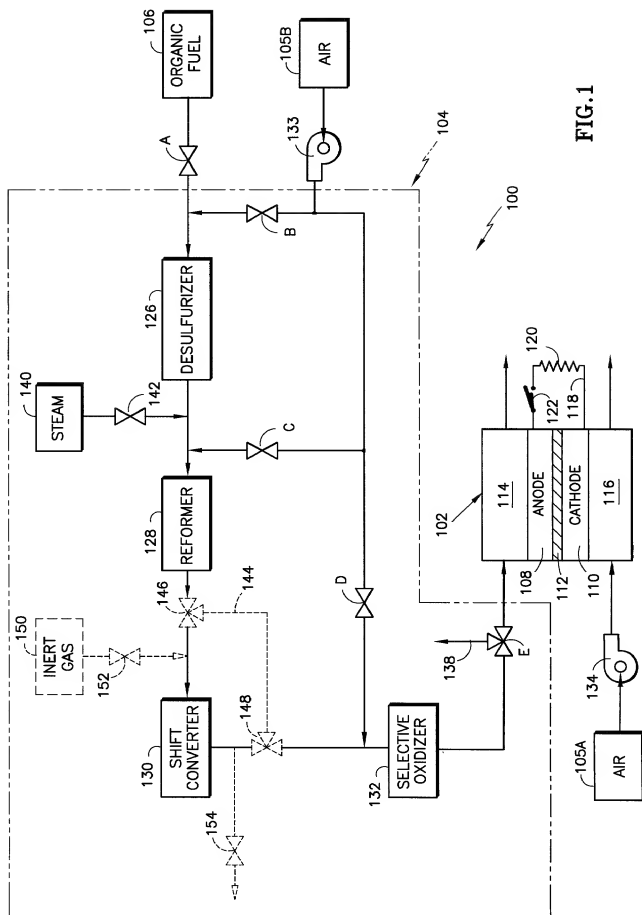 106
ORGANIC
FUEL
105B
AIR
A
133
104
B
100
FIG.1
126
DESULFURIZER
140
STEAM
142
C
128
REFORMER
120
122
118
102
114
ANODE
CATHODE
116
108
112
110
146
144
D
150
INERT
GAS
152
138
E
134
148
130
SHIFT
CONVERTER
132
SELECTIVE
OXIDIZER
105A
AIR
154